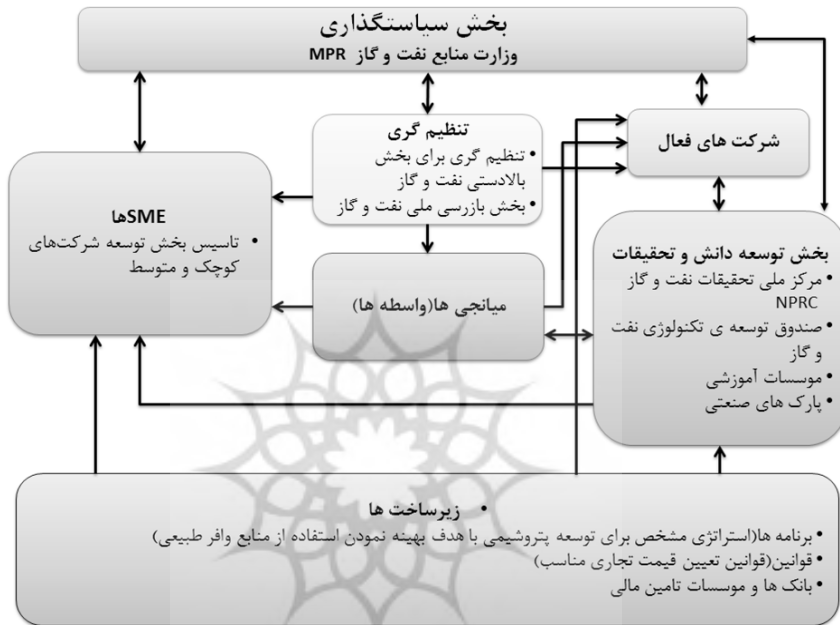 بخش سیاستگذاری
وزارت منابع نفت و گاز MPR
تنظیم گری
• تنظیم گری برای بخش
بالادستی نفت و گاز
• بخش بازرسی ملی نفت و گاز
شرکت های فعال
SMEها
• تاسیس بخش توسعه شرکت‌های
کوچک و متوسط
میانجی ها(واسطه ها)
بخش توسعه دانش و تحقیقات
• مرکز ملی تحقیقات نفت و گاز
NPRC
• صندوق توسعه ی تکنولوژی نفت
و گاز
• موسسات آموزشی
• پارک های صنعتی
• زیرساخت ها
• برنامه ها(استراتژی مشخص برای توسعه پتروشیمی با هدف بهینه نمودن استفاده از منابع وافر طبیعی)
• قوانین(قوانین تعیین قیمت تجاری مناسب)
• بانک ها و موسسات تامین مالی